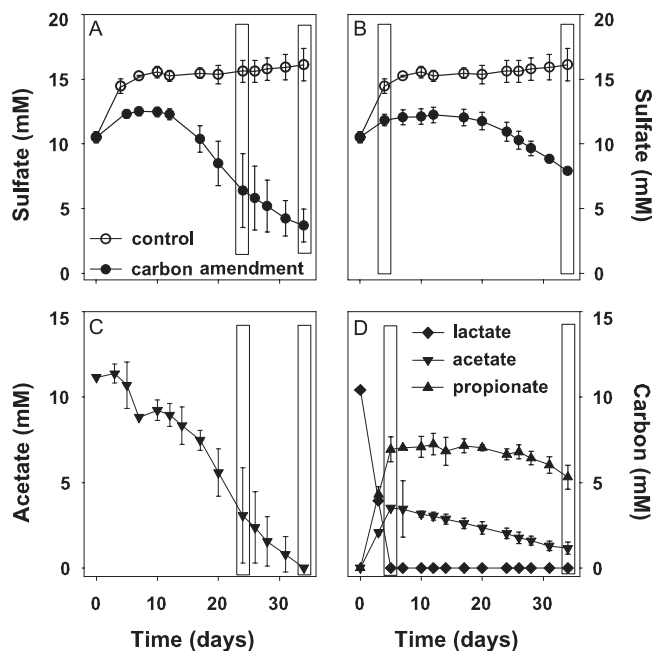 A
B
20
15
10
5
0
Sulfate (mM)
control
carbon amendment
20
15
10
5
0
Sulfate (mM)
C
D
15
10
5
0
Acetate (mM)
lactate
acetate
propionate
15
10
5
0
Carbon (mM)
0 10 20 30
Time (days)
0 10 20 30
Time (days)